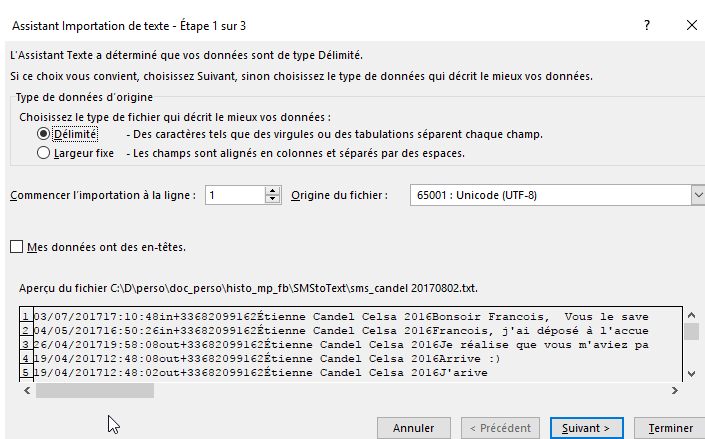 Assistant Importation de texte - Étape 1 sur 3 ? ×
L'Assistant Texte a déterminé que vos données sont de type Délimité.
Si ce choix vous convient, choisissez Suivant, sinon choisissez le type de données qui décrit le mieux vos données.
Type de données d'origine
Choisissez le type de fichier qui décrit le mieux vos données :
Délimité - Des caractères tels que des virgules ou des tabulations séparent chaque champ.
Largeur fixe - Les champs sont alignés en colonnes et séparés par des espaces.
Commencer l'importation à la ligne : 1 Origine du fichier : 65001 : Unicode (UTF-8)
Mes données ont des en-têtes.
Aperçu du fichier C:\D\perso\doc_perso\histo_mp_fb\SMStoText\sms_candel 20170802.txt.
1 03/07/201717:10:48in+33682099162Étienne Candel Celsa 2016Bonsoir Francois,  Vous le save
2 04/05/201716:50:26in+33682099162Étienne Candel Celsa 2016Francois, j'ai déposé à l'accue
3 26/04/201719:58:08out+33682099162Étienne Candel Celsa 2016Je réalise que vous m'aviez pa
4 19/04/201712:48:08out+33682099162Étienne Candel Celsa 2016Arrive :)
5 19/04/201712:48:02out+33682099162Étienne Candel Celsa 2016J'arive
Annuler < Précédent Suivant > Terminer